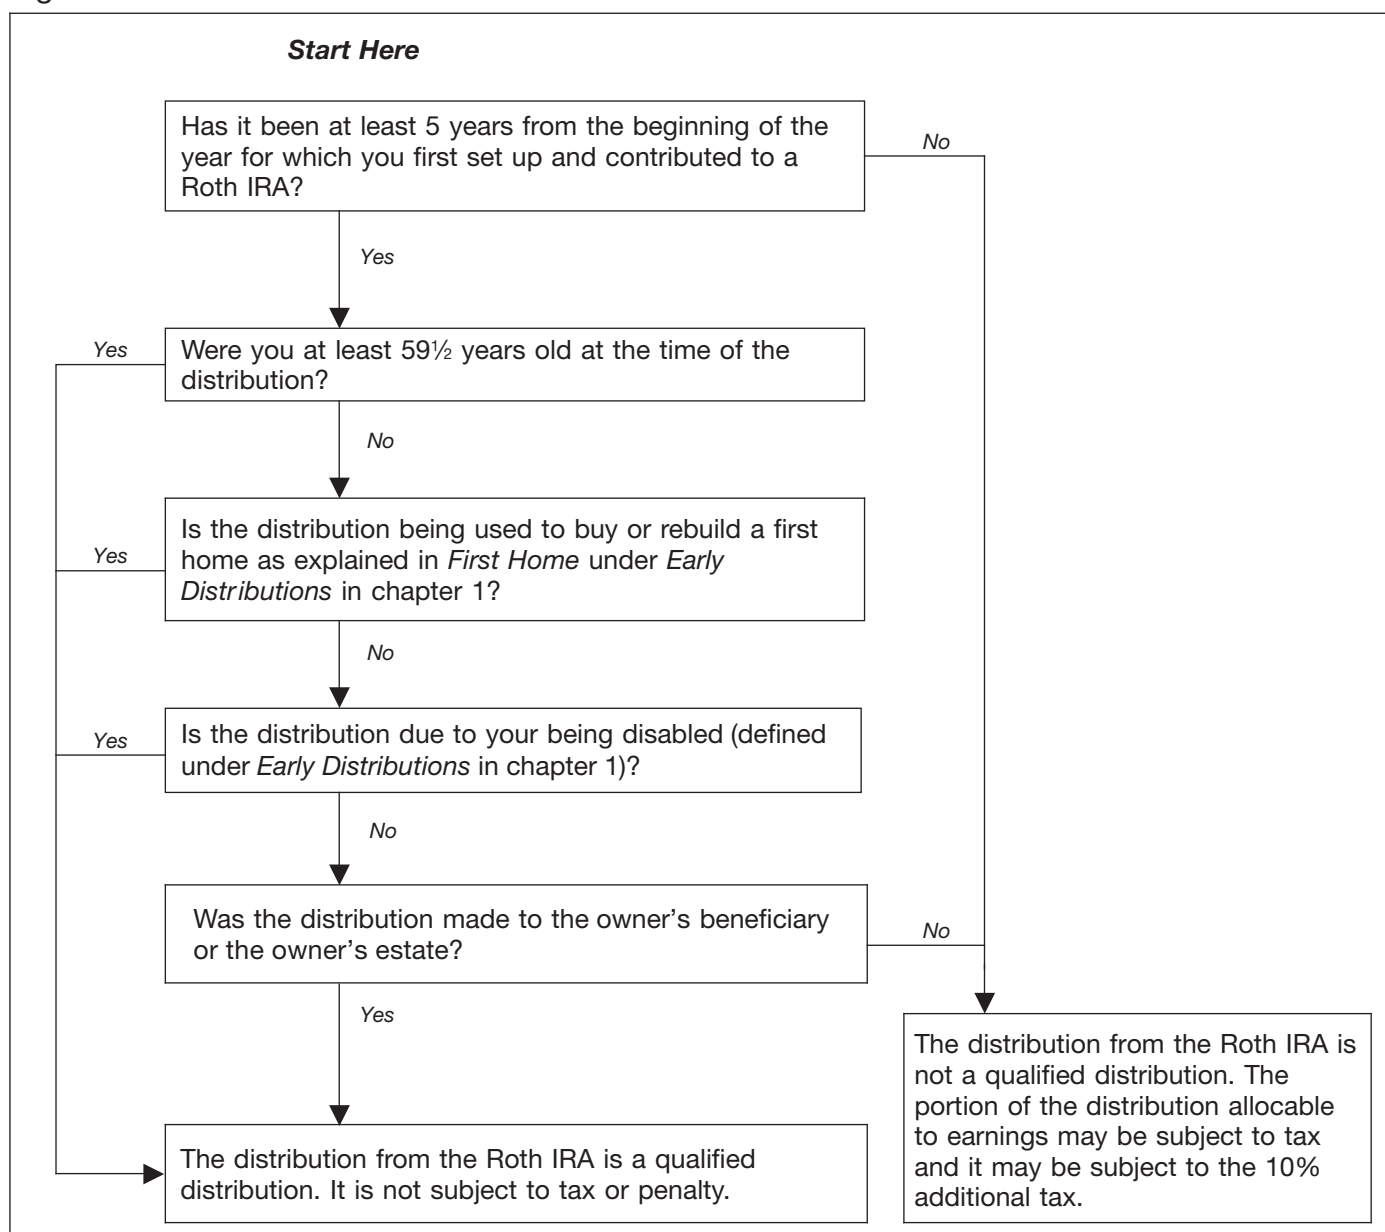 Start Here
Has it been at least 5 years from the beginning of the
year for which you first set up and contributed to a
Roth IRA?
No
Yes
Yes
Were you at least 59½ years old at the time of the
distribution?
No
Yes
Is the distribution being used to buy or rebuild a first
home as explained in First Home under Early
Distributions in chapter 1?
No
Yes
Is the distribution due to your being disabled (defined
under Early Distributions in chapter 1)?
No
Was the distribution made to the owner’s beneficiary
or the owner’s estate?
No
Yes
The distribution from the Roth IRA is
not a qualified distribution. The
portion of the distribution allocable
to earnings may be subject to tax
and it may be subject to the 10%
additional tax.
The distribution from the Roth IRA is a qualified
distribution. It is not subject to tax or penalty.